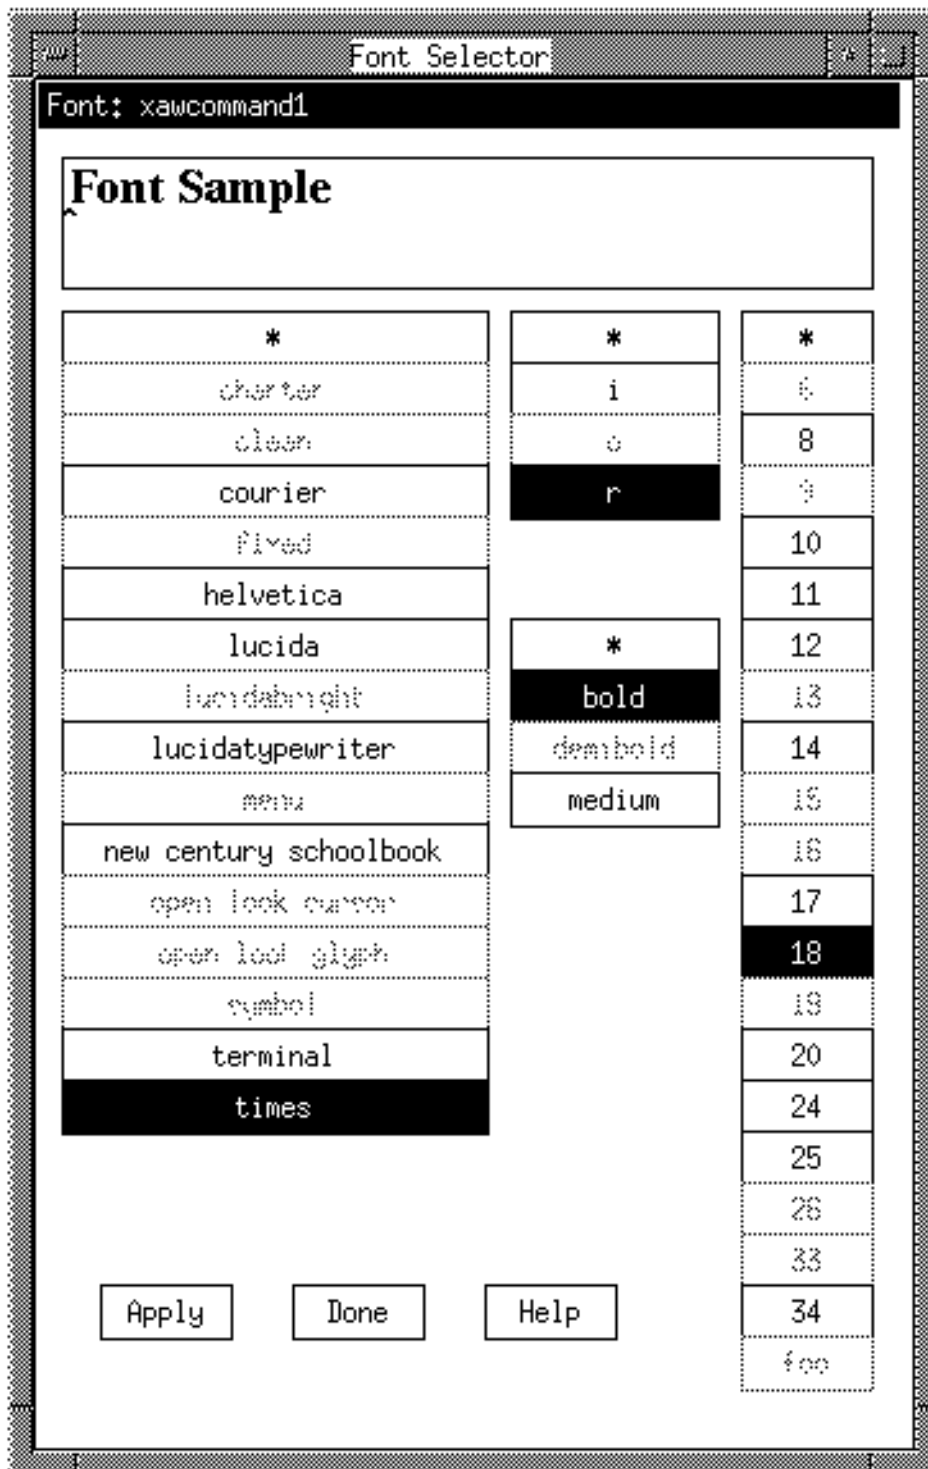 Font Selector
Font: xawcommand1
Font Sample
*
charter
clean
courier
fixed
helvetica
lucida
lucidabright
lucidatypewriter
menu
new century schoolbook
open look cursor
open look glyph
symbol
terminal
times
*
i
o
r
*
bold
demibold
medium
*
6
8
9
10
11
12
13
14
15
16
17
18
19
20
24
25
26
33
34
foo
Apply
Done
Help